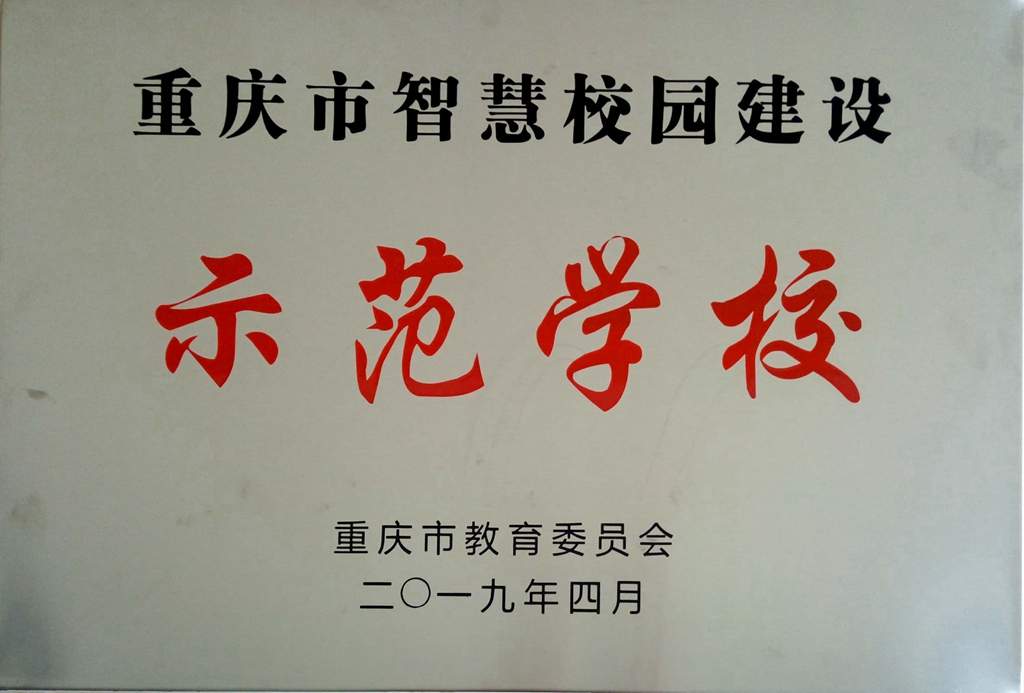 重庆市智慧校园建设
示范学校
重庆市教育委员会
二〇一九年四月